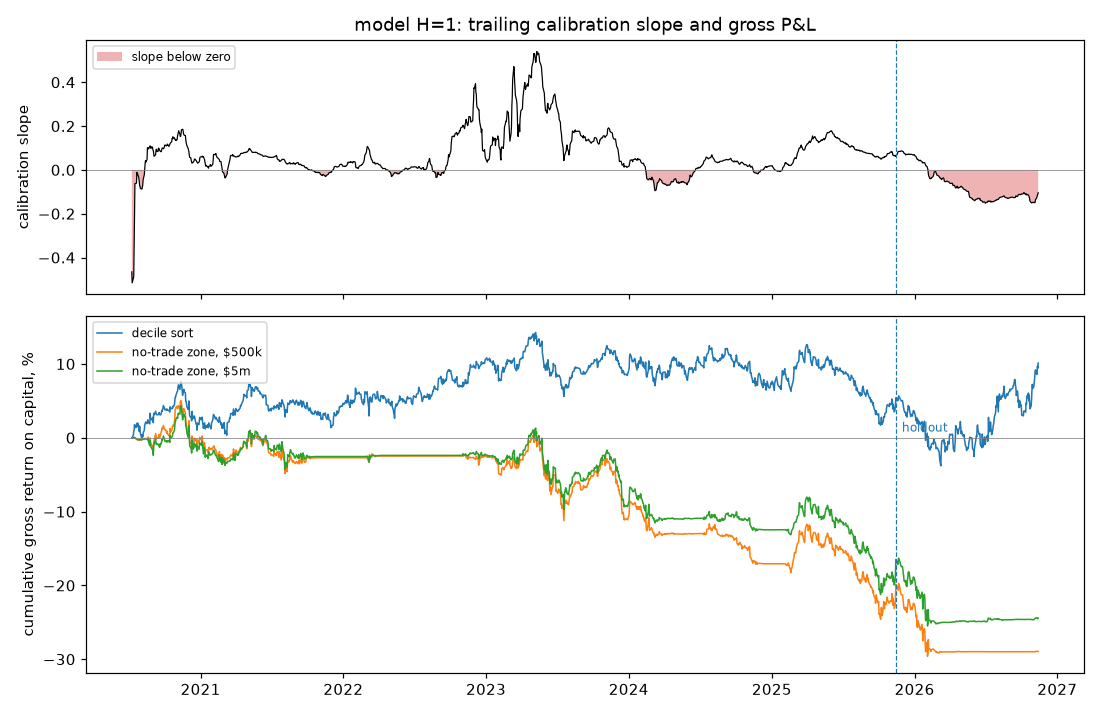 model H=1: trailing calibration slope and gross P&L
slope below zero
calibration slope
0.4
0.2
0.0
−0.2
−0.4
decile sort
no-trade zone, $500k
no-trade zone, $5m
holdout
cumulative gross return on capital, %
10
0
−10
−20
−30
2021
2022
2023
2024
2025
2026
2027